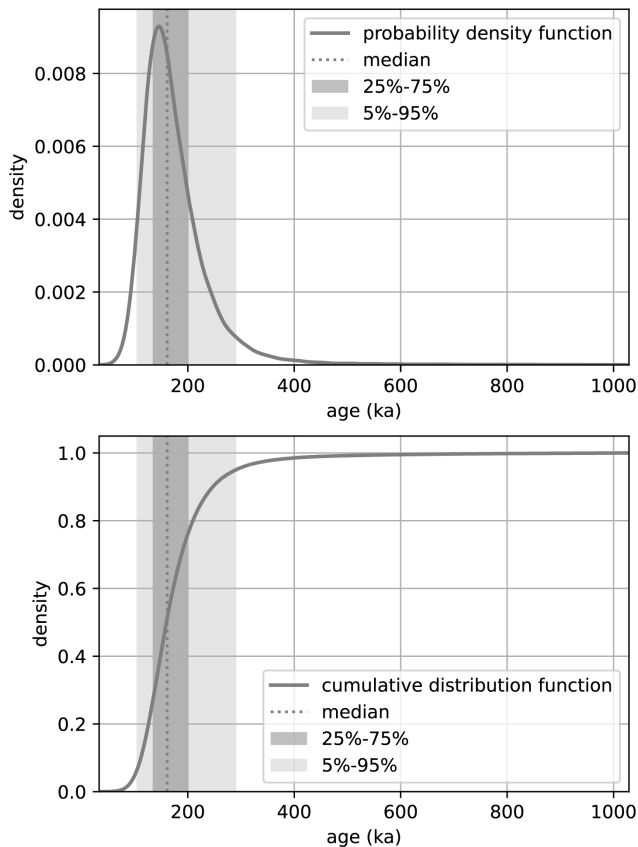 probability density function
median
25%-75%
5%-95%
density
0.008
0.006
0.004
0.002
0.000
200 400 600 800 1000
age (ka)
1.0
0.8
0.6
0.4
0.2
0.0
density
cumulative distribution function
median
25%-75%
5%-95%
200 400 600 800 1000
age (ka)